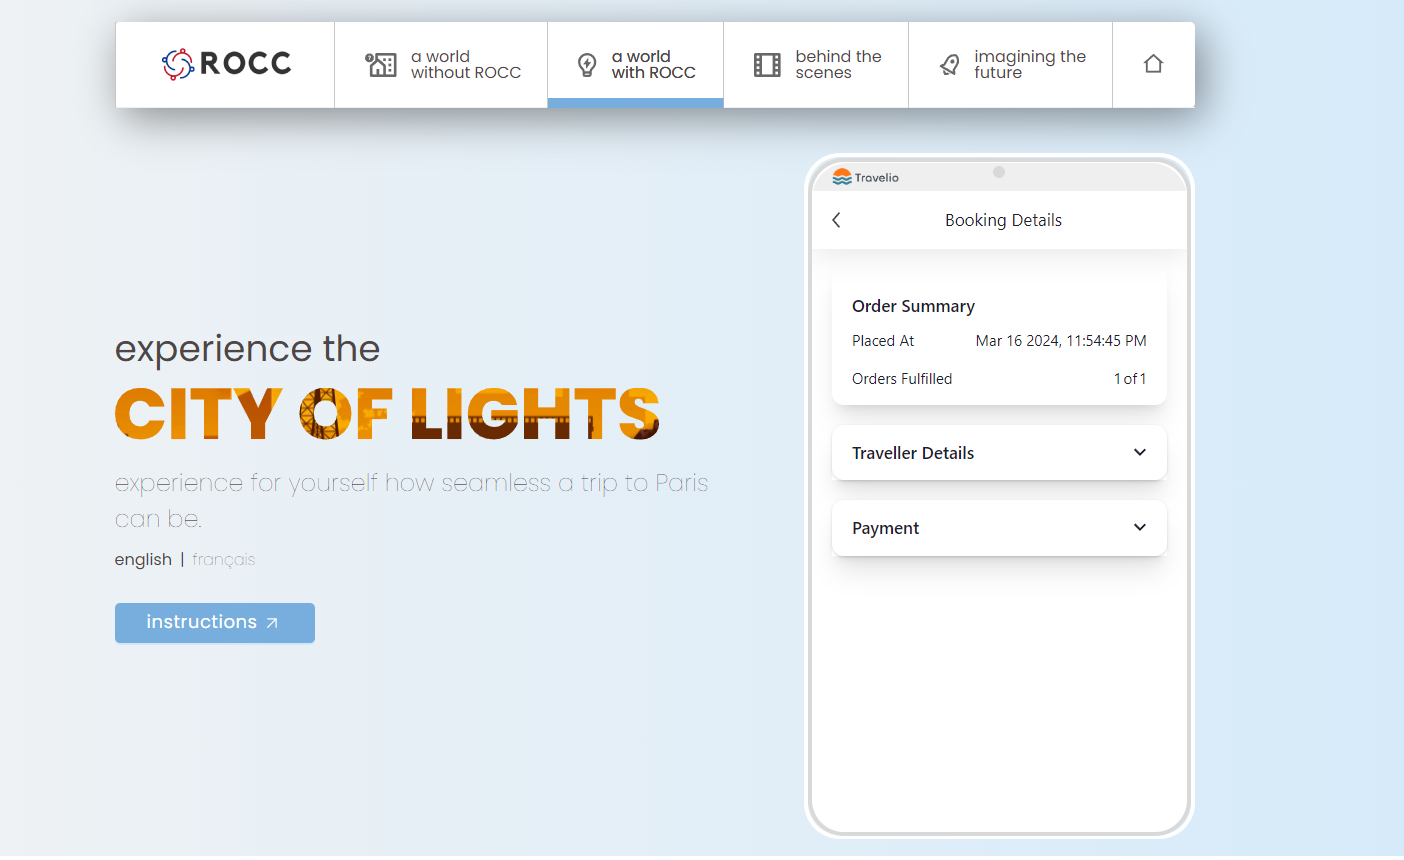 ROCC
a world
without ROCC
a world
with ROCC
behind the
scenes
imagining the
future
experience the
CITY OF LIGHTS
experience for yourself how seamless a trip to Paris
can be.
english | français
instructions
Travelio
Booking Details
Order Summary
Placed At Mar 16 2024, 11:54:45 PM
Orders Fulfilled 1 of 1
Traveller Details
Payment